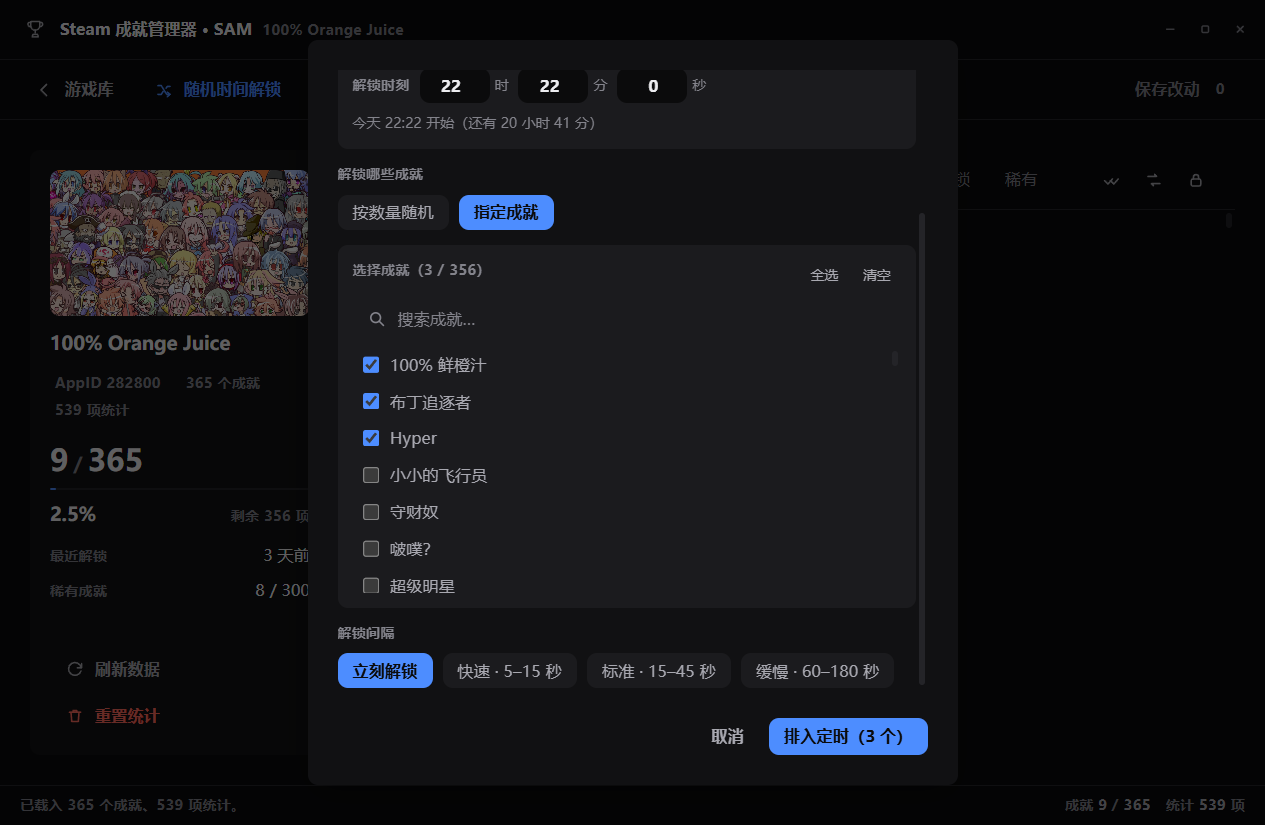 Steam 成就管理器 • SAM 100% Orange Juice
游戏库 随机时间解锁 保存改动 0
解锁时刻 22 时 22 分 0 秒
今天 22:22 开始（还有 20 小时 41 分）
解锁哪些成就
锁 稀有
按数量随机 指定成就
选择成就（3 / 356）
全选 清空
搜索成就...
100% 鲜橙汁
布丁追逐者
Hyper
小小的飞行员
守财奴
啵噗?
超级明星
100% Orange Juice
AppID 282800 365 个成就
539 项统计
9 / 365
2.5% 剩余 356 项
最近解锁 3 天前
稀有成就 8 / 300
刷新数据
重置统计
解锁间隔
立刻解锁 快速 · 5–15 秒 标准 · 15–45 秒 缓慢 · 60–180 秒
取消 排入定时（3 个）
已载入 365 个成就、539 项统计。 成就 9 / 365 统计 539 项